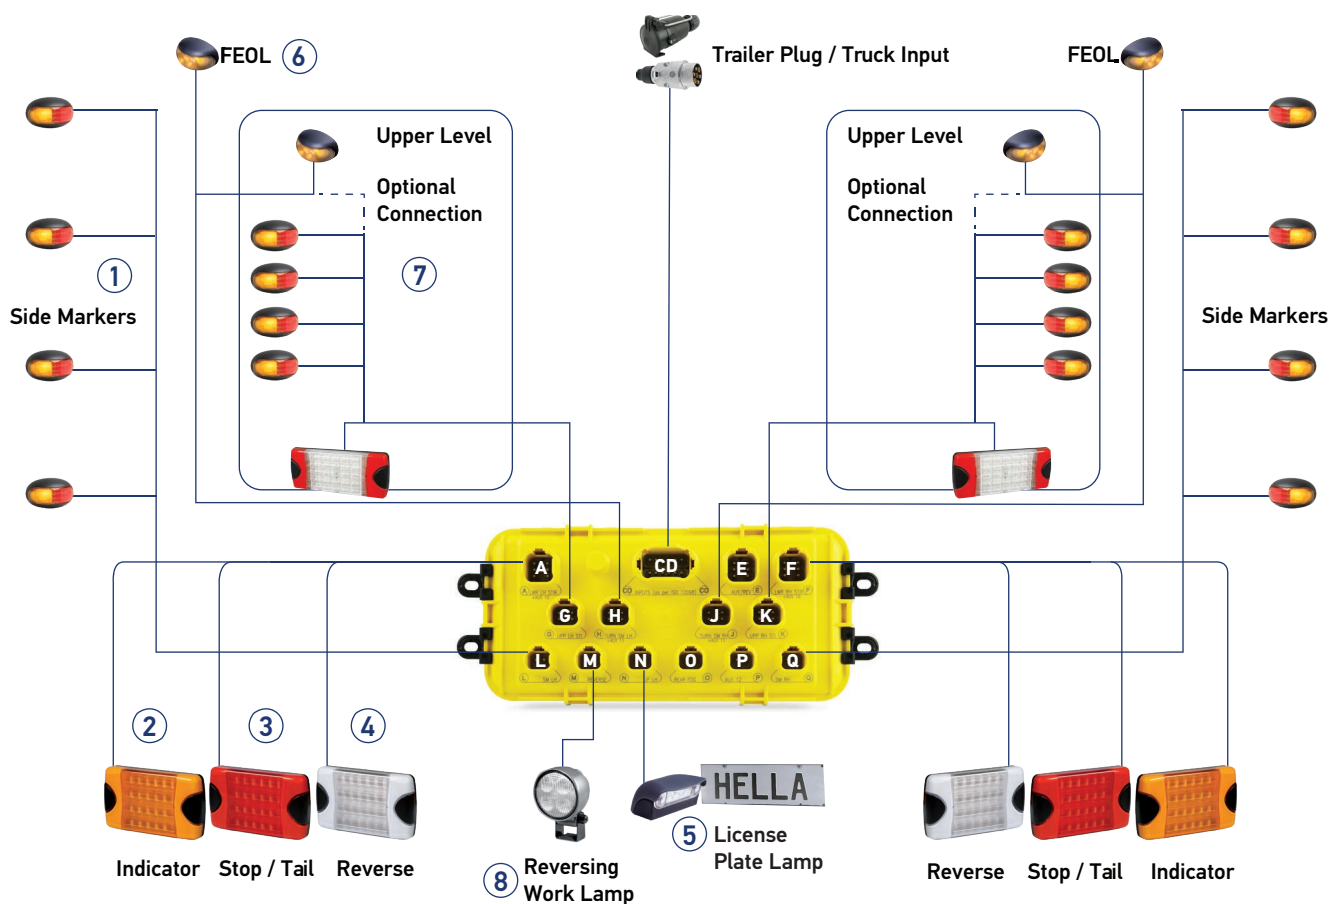 FEOL 6
Trailer Plug / Truck Input
FEOL
Upper Level
Upper Level
Optional
Connection
Optional
Connection
1
7
Side Markers
Side Markers
A
CD
E
F
G
H
J
K
L
M
N
O
P
Q
2
3
4
HELLA
5 License
Plate Lamp
Indicator
Stop / Tail
Reverse
8 Reversing
Work Lamp
Reverse
Stop / Tail
Indicator